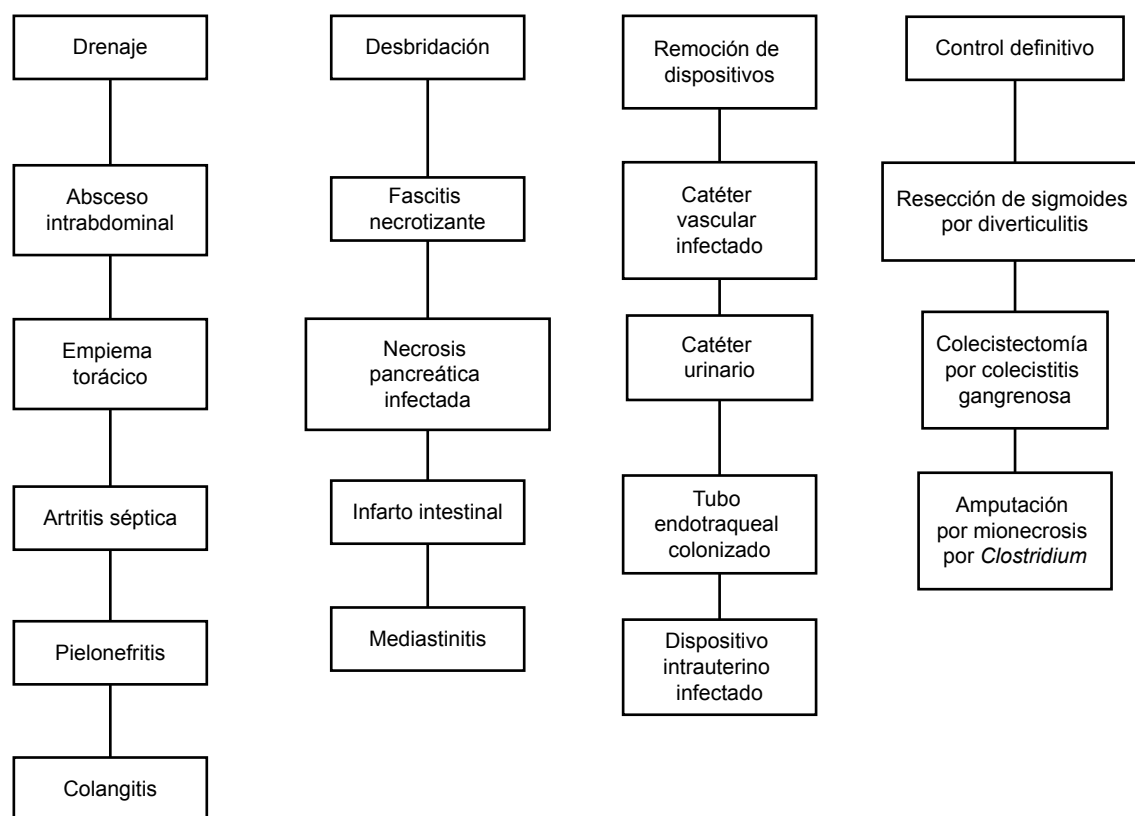 Drenaje
Absceso
intrabdominal
Empiema
torácico
Artritis séptica
Pielonefritis
Colangitis
Desbridación
Fascitis
necrotizante
Necrosis
pancreática
infectada
Infarto intestinal
Mediastinitis
Remoción de
dispositivos
Catéter
vascular
infectado
Catéter
urinario
Tubo
endotraqueal
colonizado
Dispositivo
intrauterino
infectado
Control definitivo
Resección de sigmoides
por diverticulitis
Colecistectomía
por colecistitis
gangrenosa
Amputación
por mionecrosis
por Clostridium